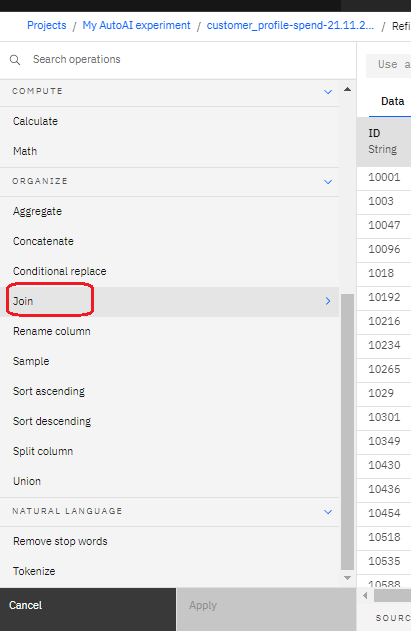 Projects / My AutoAI experiment / customer_profile-spend-21.11.2... / Refi
Search operations
Use a
COMPUTE
Calculate
Math
ORGANIZE
Aggregate
Concatenate
Conditional replace
Join
Rename column
Sample
Sort ascending
Sort descending
Split column
Union
NATURAL LANGUAGE
Remove stop words
Tokenize
Cancel
Apply
Data
ID
String
10001
1003
10047
10096
1018
10192
10216
10234
10265
1029
10301
10349
10430
10436
10454
10518
10535
10588
SOURC